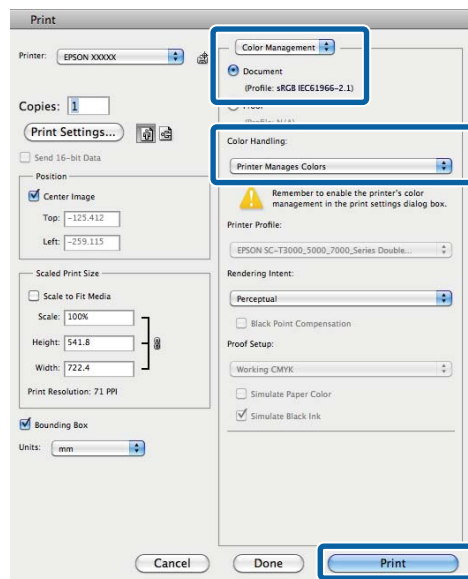 Print
Printer: EPSON XXXXX
Copies: 1
Print Settings...
Send 16-bit Data
Position
Center Image
Top: -125.412
Left: -259.115
Scaled Print Size
Scale to Fit Media
Scale: 100%
Height: 541.8
Width: 722.4
Print Resolution: 71 PPI
Bounding Box
Units: mm
Color Management
Document
(Profile: sRGB IEC61966-2.1)
Color Handling:
Printer Manages Colors
Remember to enable the printer's color
management in the print settings dialog box.
Printer Profile:
EPSON SC-T3000_5000_7000_Series Double...
Rendering Intent:
Perceptual
Black Point Compensation
Proof Setup:
Working CMYK
Simulate Paper Color
Simulate Black Ink
Cancel
Done
Print